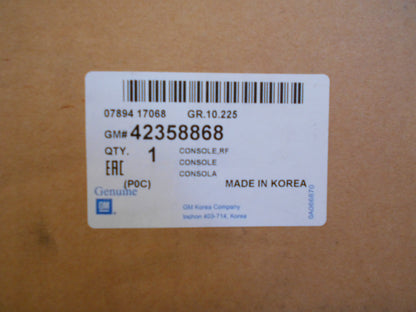 07894 17068 GR.10.225
GM# 42358868
QTY. 1 CONSOLE,RF
CONSOLE
CONSOLA
EAC
(P0C) MADE IN KOREA
Genuine
GM
GM Korea Company
Inchon 403-714, Korea